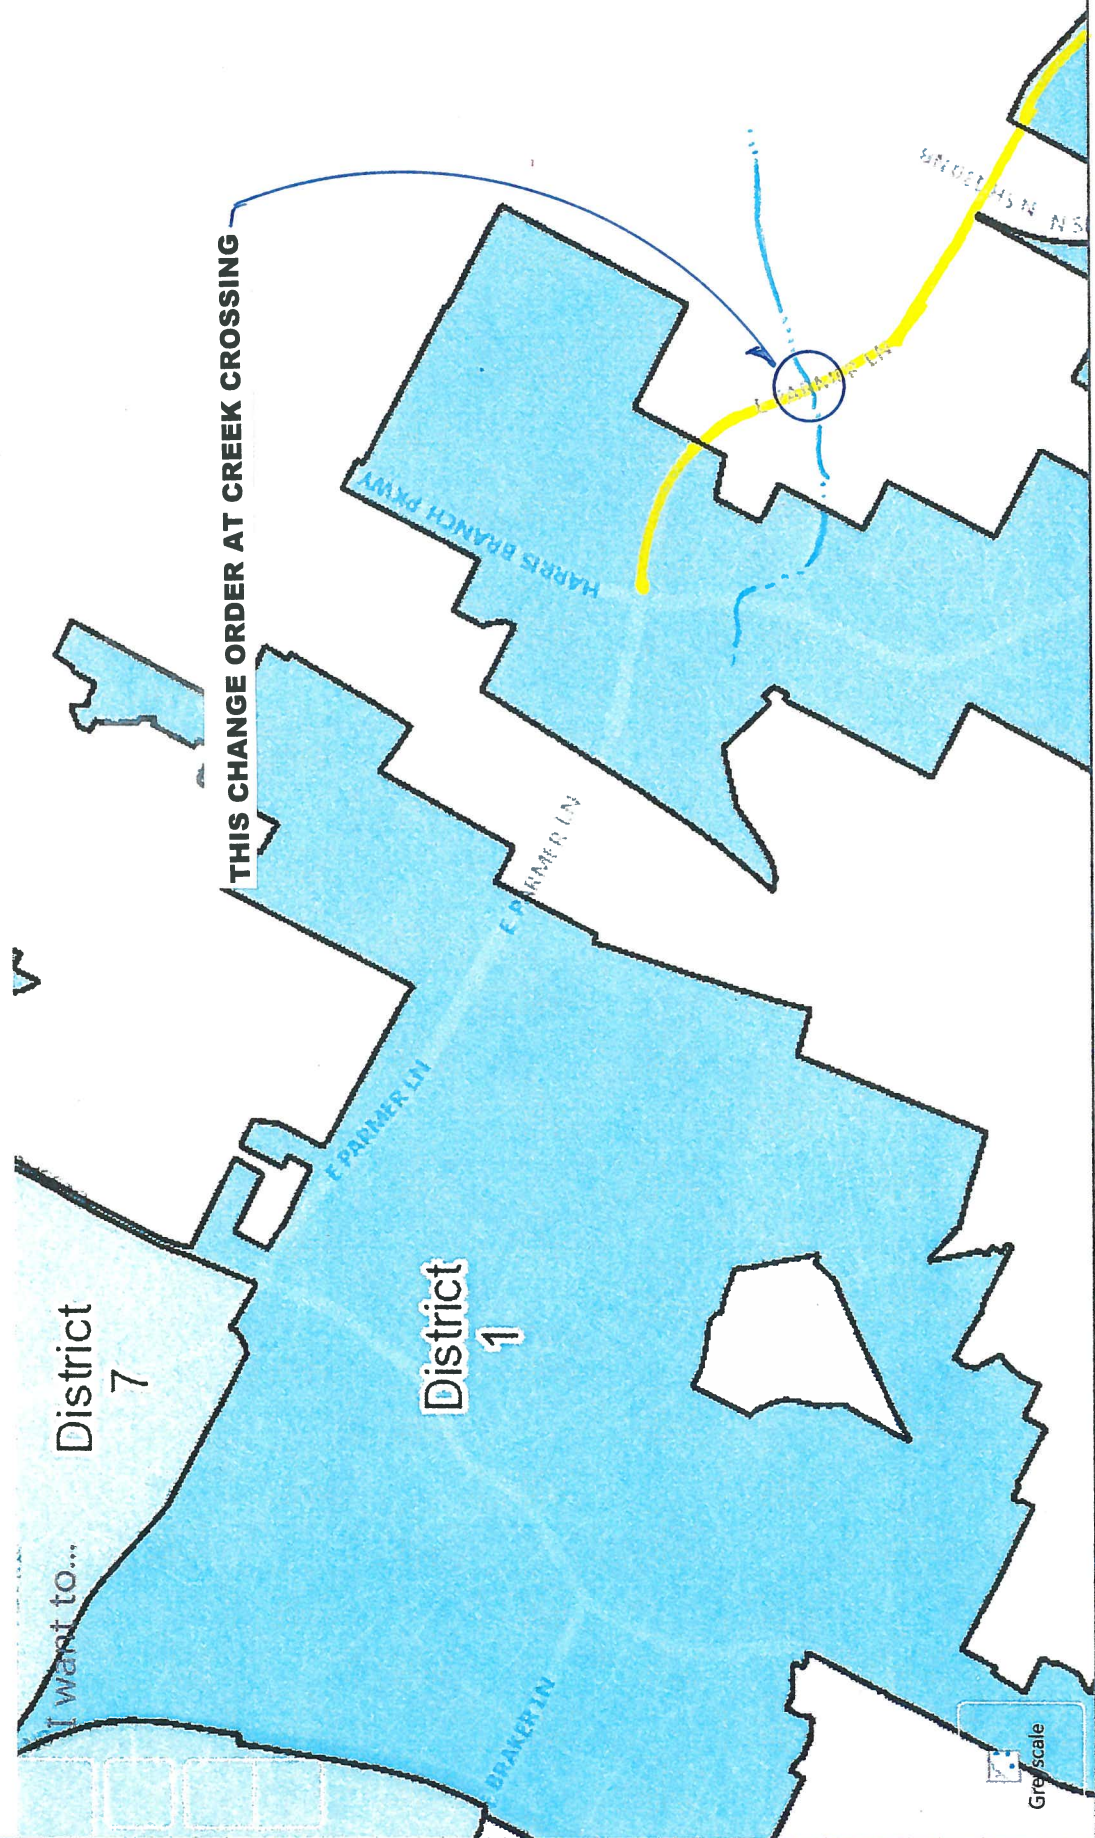 I want to...
District
7
THIS CHANGE ORDER AT CREEK CROSSING
HARRIS BRANCH PKWY
E PARMER LN
E PARMER LN
District
1
E PARMER LN
BRAKER LN
Greyscale